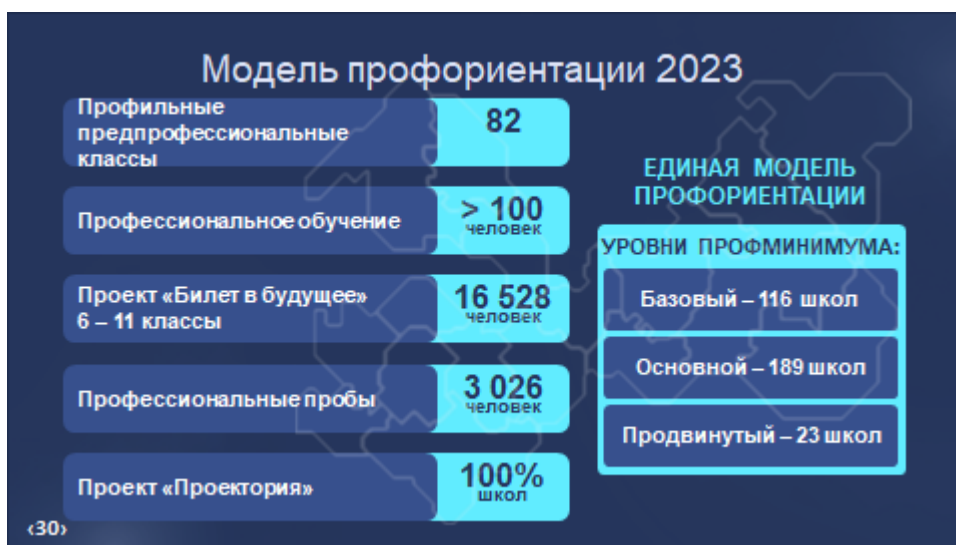 Модель профориентации 2023
Профильные
предпрофессиональные
классы
82
Профессиональное обучение
> 100
человек
Проект «Билет в будущее»
6 – 11 классы
16 528
человек
Профессиональные пробы
3 026
человек
Проект «Проектория»
100%
школ
ЕДИНАЯ МОДЕЛЬ
ПРОФОРИЕНТАЦИИ
УРОВНИ ПРОФМИНИМУМА:
Базовый – 116 школ
Основной – 189 школ
Продвинутый – 23 школ
‹30›